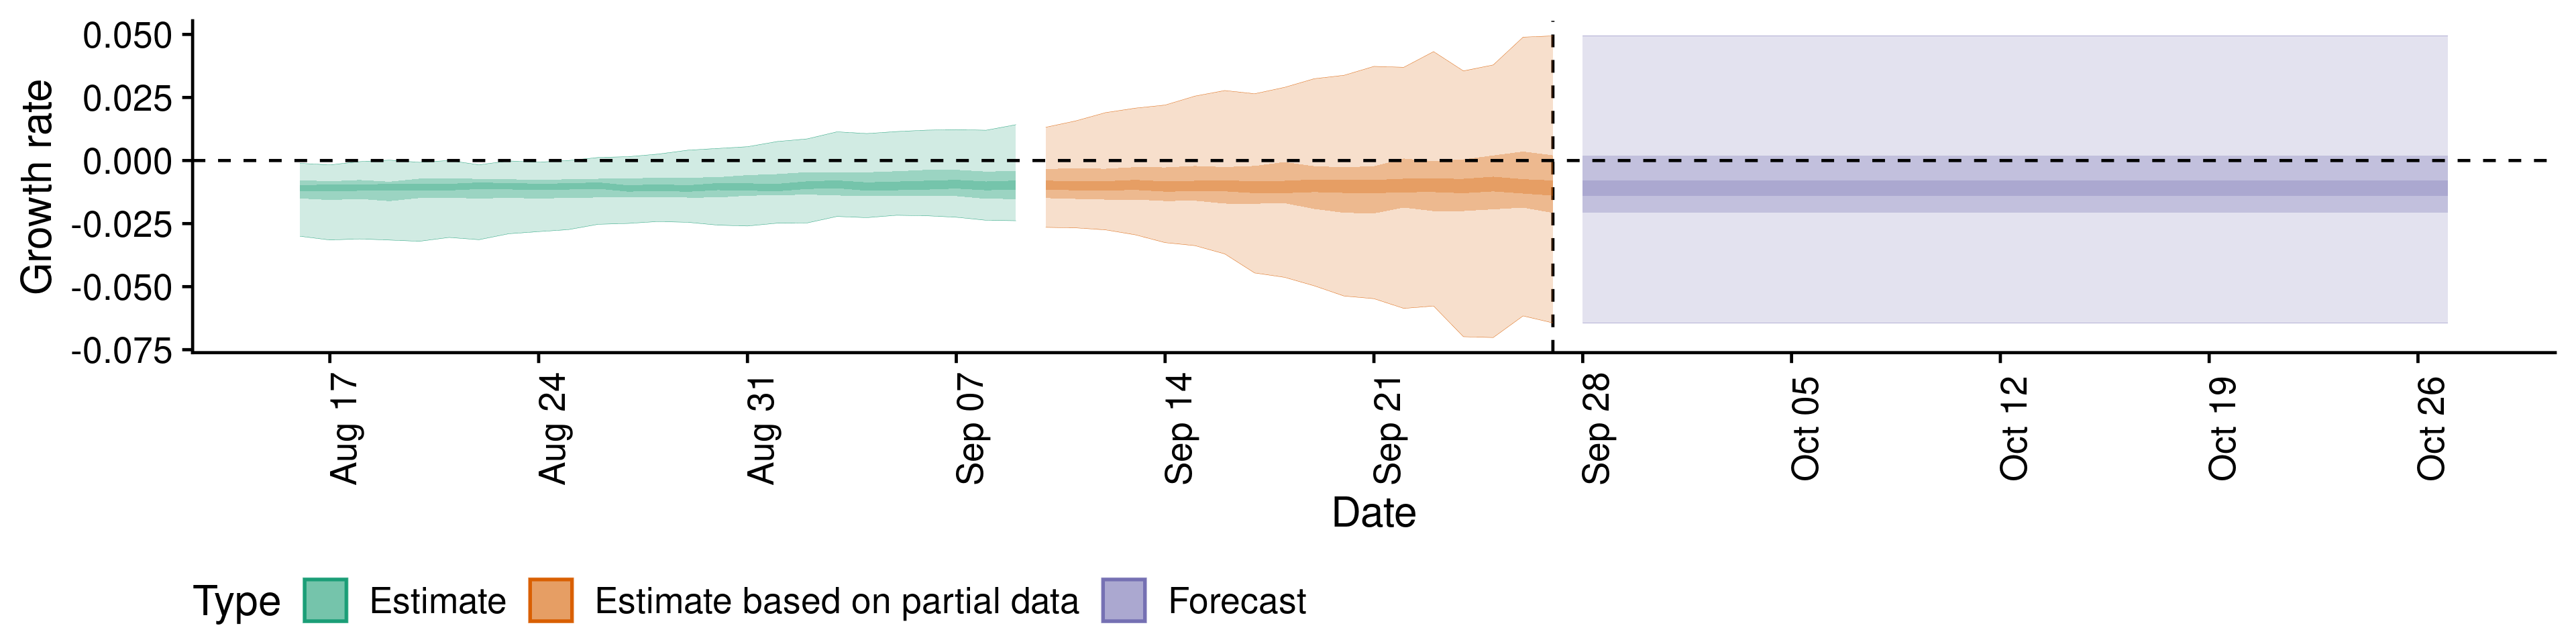 Growth rate
0.050
0.025
0.000
-0.025
-0.050
-0.075
Aug 17
Aug 24
Aug 31
Sep 07
Sep 14
Sep 21
Sep 28
Oct 05
Oct 12
Oct 19
Oct 26
Date
Type Estimate Estimate based on partial data Forecast